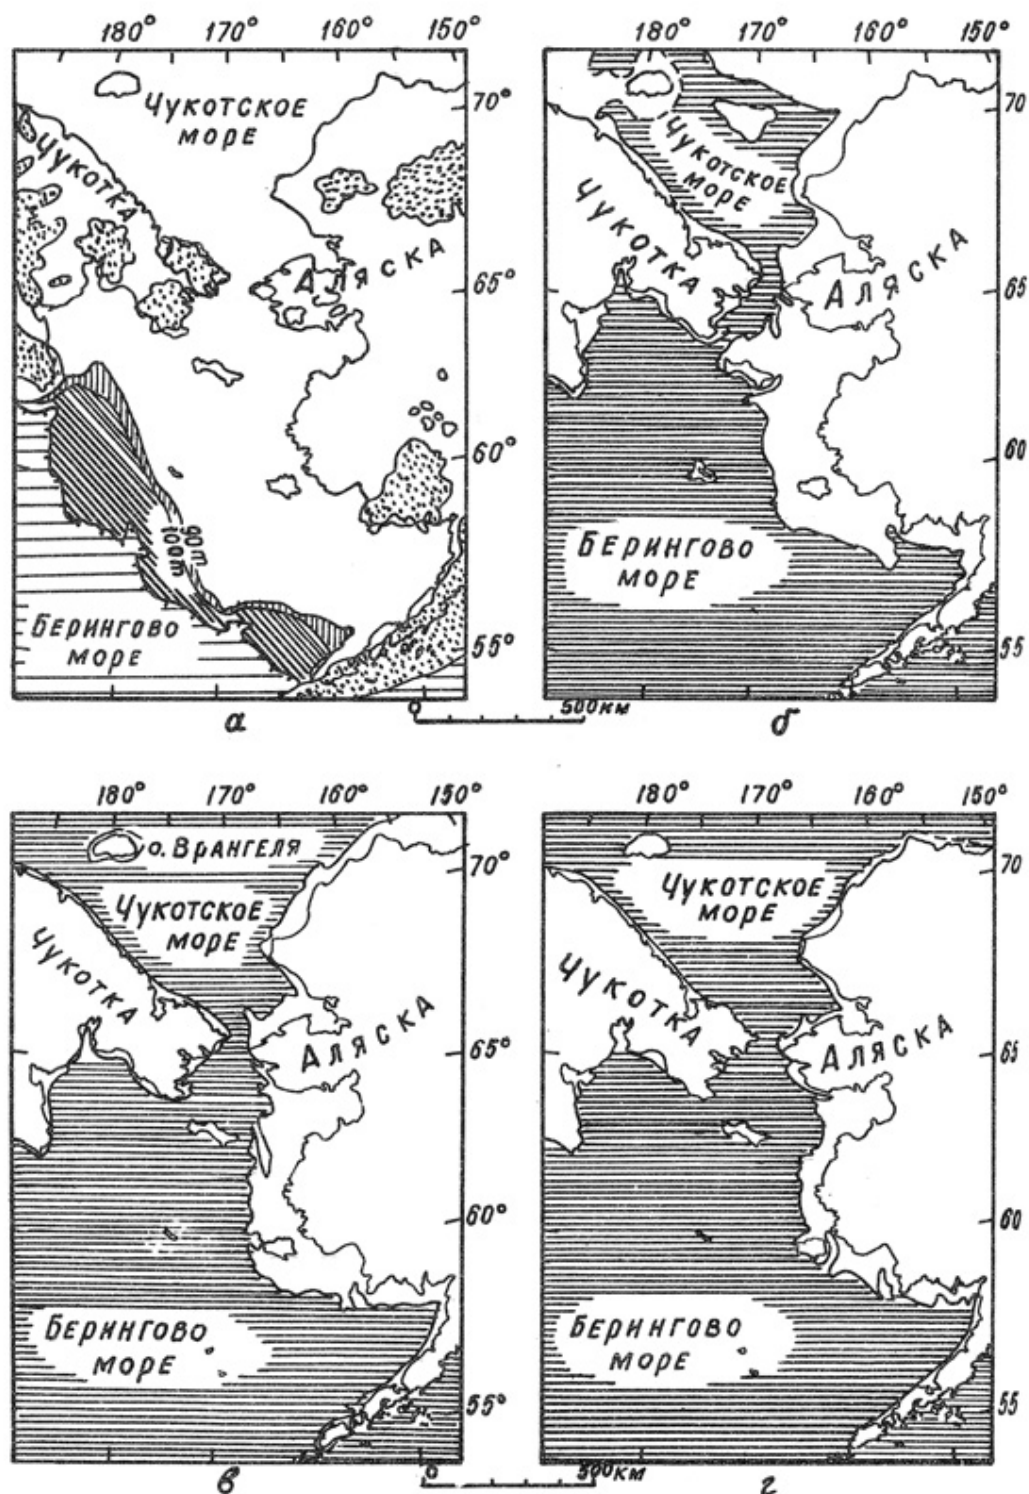 180° 170° 160° 150°
70°
65°
60°
55°
Чукотское
море
Чукотка
Аляска
90m
100m
Берингово
море
а
180° 170° 160° 150°
70°
65
60
55
Чукотское
море
Чукотка
Аляска
Берингово
море
б
0 500км
180° 170° 160° 150°
70°
65°
60°
55°
о. Врангеля
Чукотское
море
Чукотка
Аляска
Берингово
море
в
180° 170° 160° 150°
70
65
60
55
Чукотское
море
Чукотка
Аляска
Берингово
море
г
0 500км